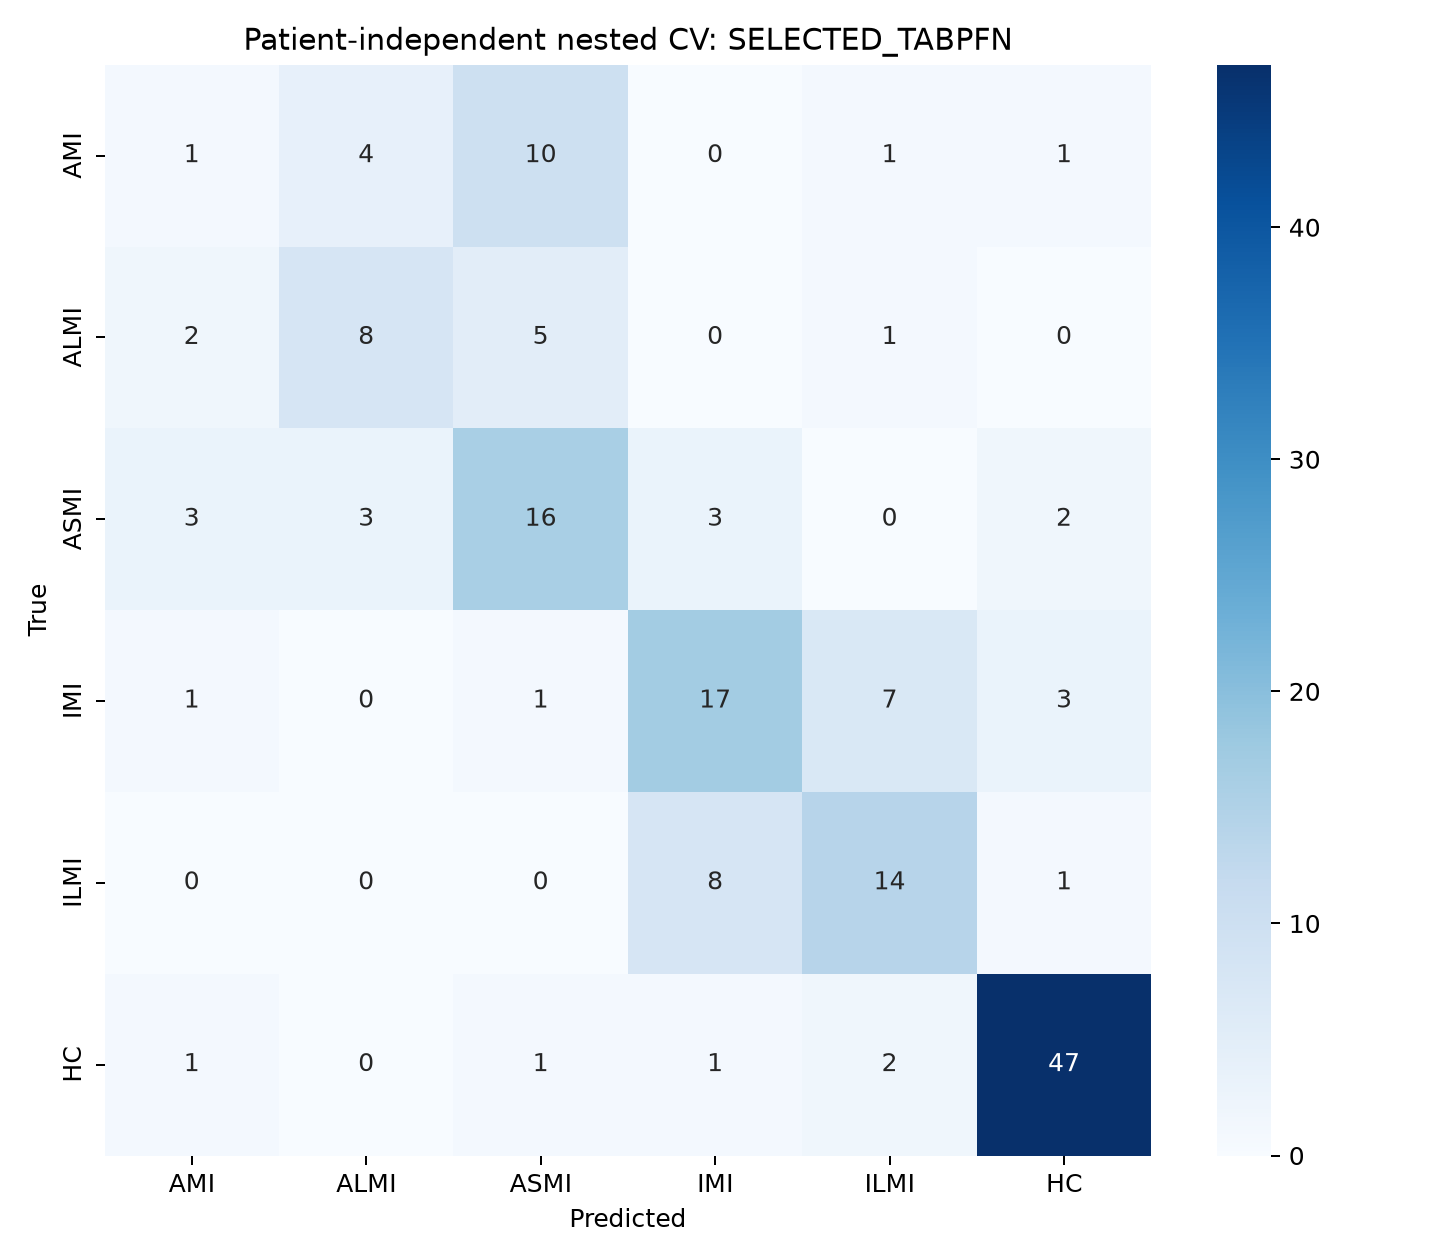 Patient-independent nested CV: SELECTED_TABPFN
True
AMI 1 4 10 0 1 1
ALMI 2 8 5 0 1 0
ASMI 3 3 16 3 0 2
IMI 1 0 1 17 7 3
ILMI 0 0 0 8 14 1
HC 1 0 1 1 2 47
AMI ALMI ASMI IMI ILMI HC
Predicted
40
30
20
10
0